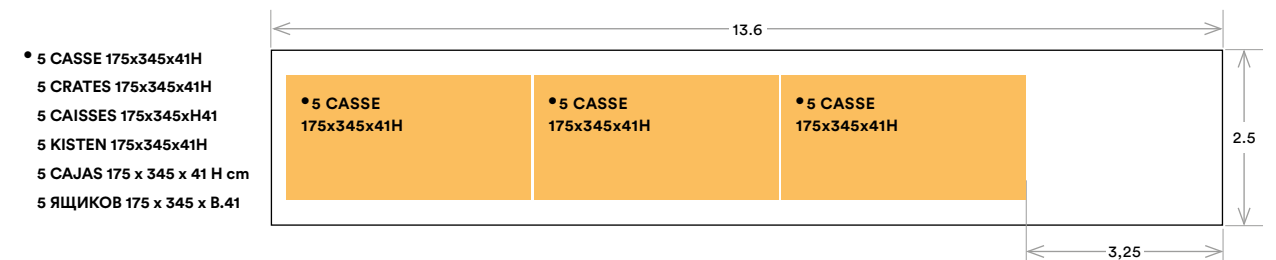 13.6
• 5 CASSE 175x345x41H
5 CRATES 175x345x41H
5 CAISSES 175x345xH41
5 KISTEN 175x345x41H
5 CAJAS 175 x 345 x 41 H cm
5 ЯЩИКОВ 175 x 345 x B.41
• 5 CASSE
175x345x41H
• 5 CASSE
175x345x41H
• 5 CASSE
175x345x41H
2.5
3,25